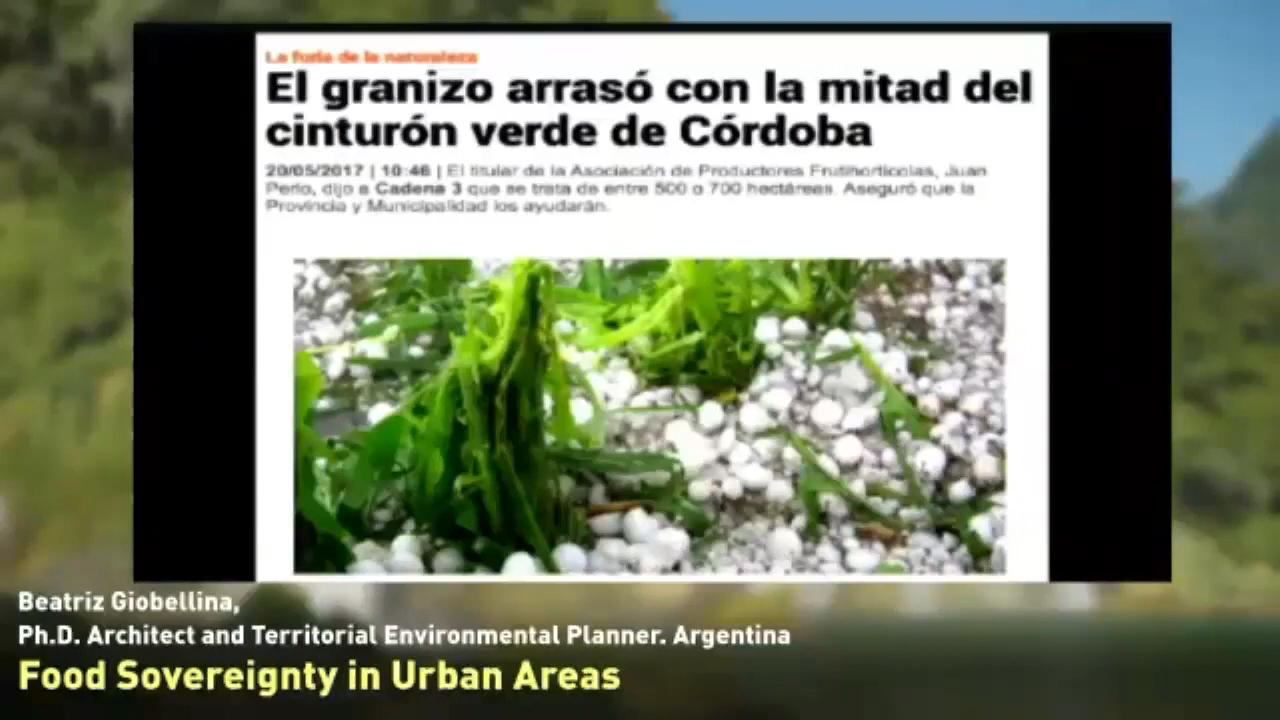 La furia de la naturaleza
El granizo arrasó con la mitad del
cinturón verde de Córdoba
20/05/2017 | 10:46 | El titular de la Asociación de Productores Frutihortícolas, Juan
Perlo, dijo a Cadena 3 que se trata de entre 500 o 700 hectáreas. Aseguró que la
Provincia y Municipalidad los ayudarán.
Beatriz Giobellina,
Ph.D. Architect and Territorial Environmental Planner. Argentina
Food Sovereignty in Urban Areas